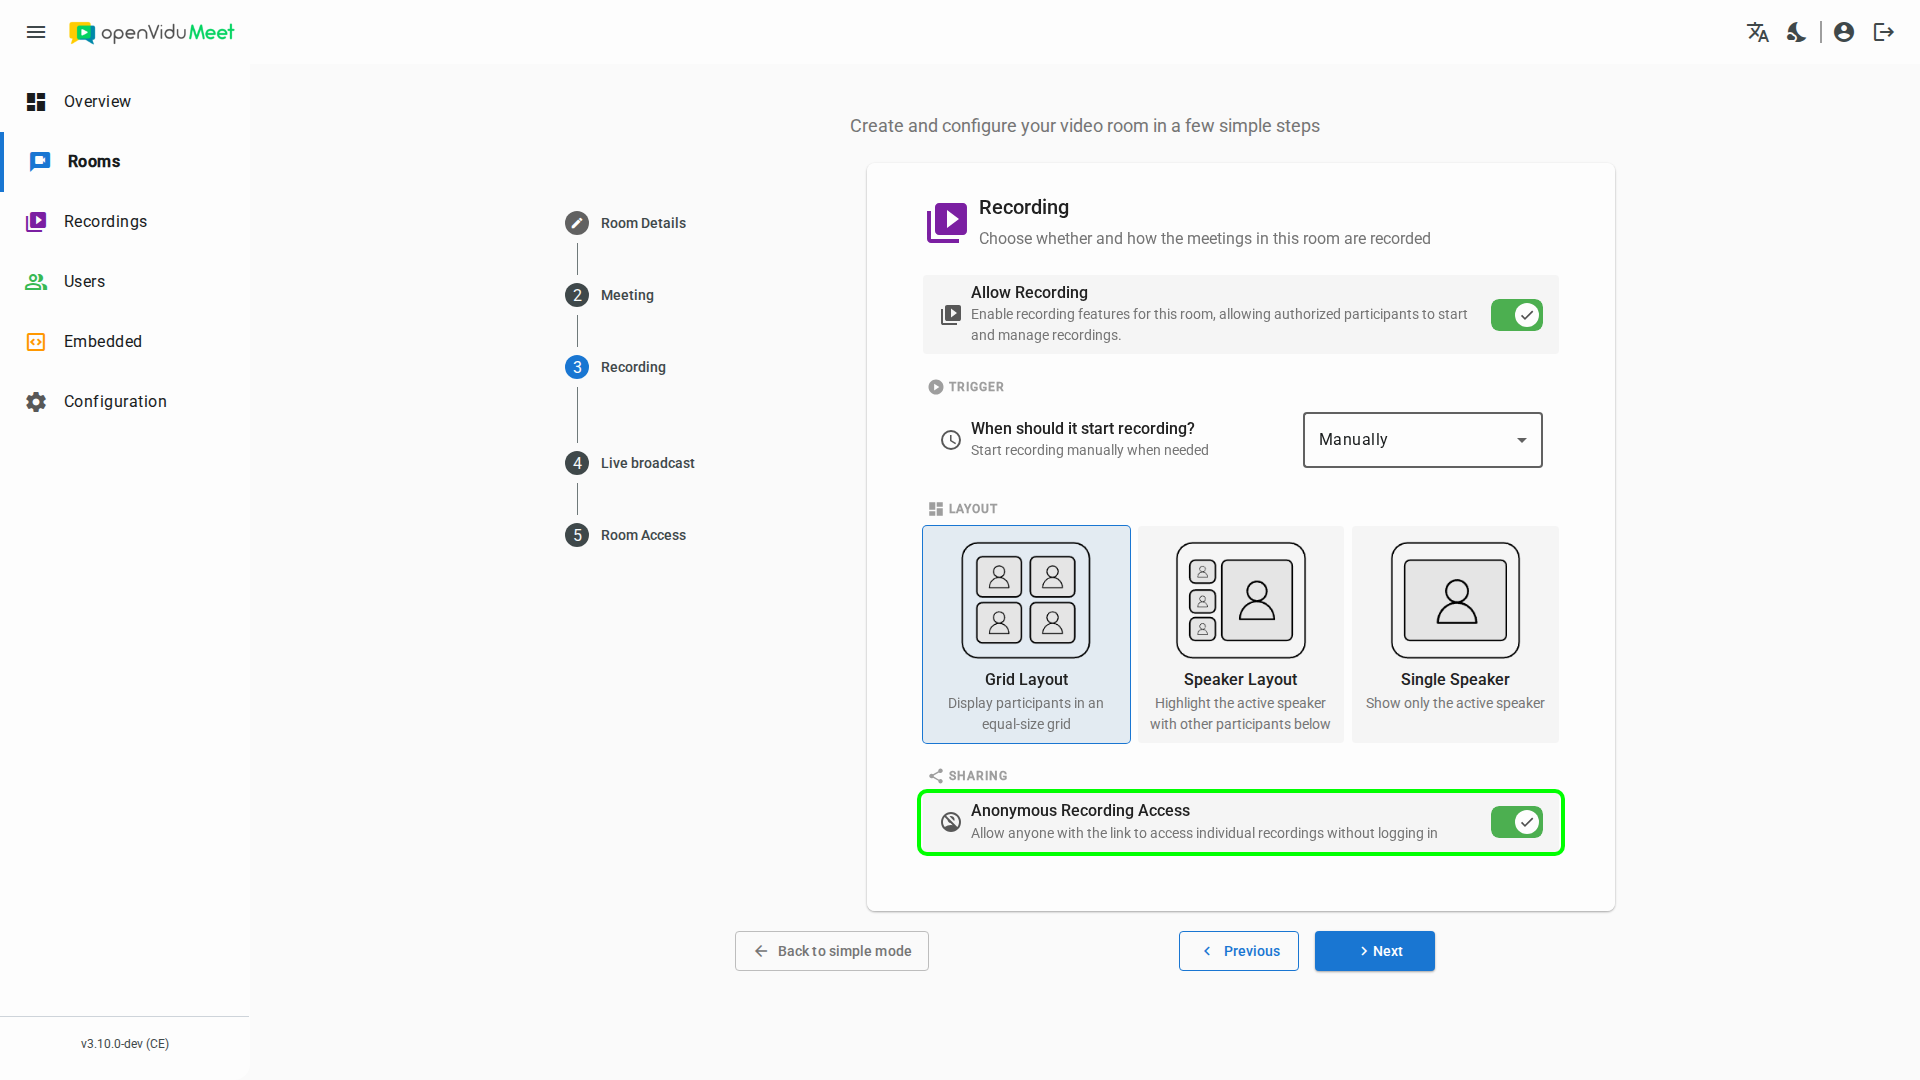 openVidu Meet
Overview
Rooms
Recordings
Users
Embedded
Configuration
v3.10.0-dev (CE)
Create and configure your video room in a few simple steps
Room Details
2 Meeting
3 Recording
4 Live broadcast
5 Room Access
Recording
Choose whether and how the meetings in this room are recorded
Allow Recording
Enable recording features for this room, allowing authorized participants to start
and manage recordings.
TRIGGER
When should it start recording?
Start recording manually when needed
Manually
LAYOUT
Grid Layout
Display participants in an
equal-size grid
Speaker Layout
Highlight the active speaker
with other participants below
Single Speaker
Show only the active speaker
SHARING
Anonymous Recording Access
Allow anyone with the link to access individual recordings without logging in
Back to simple mode
Previous
Next